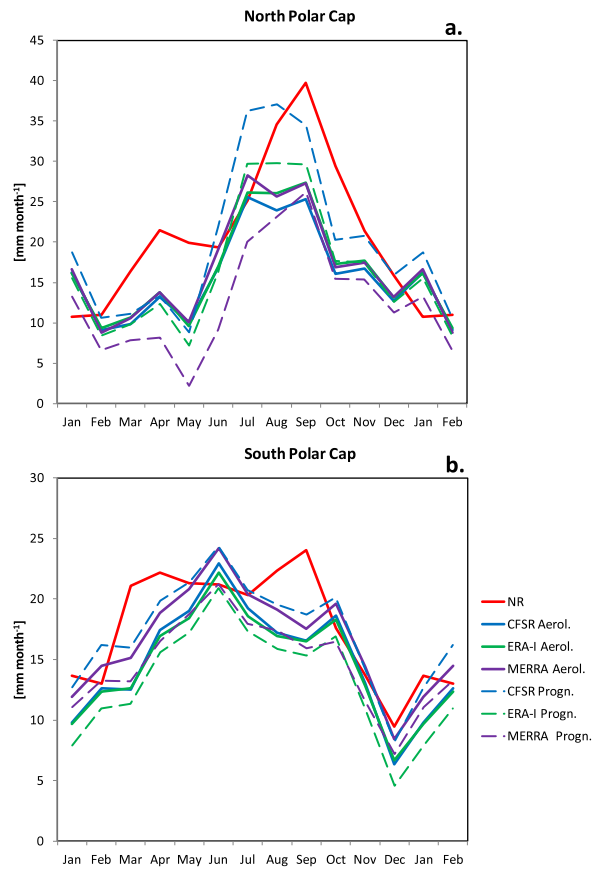 North Polar Cap
a.
[mm month-1]
45
40
35
30
25
20
15
10
5
0
Jan Feb Mar Apr May Jun Jul Aug Sep Oct Nov Dec Jan Feb
South Polar Cap
b.
[mm month-1]
30
25
20
15
10
5
0
Jan Feb Mar Apr May Jun Jul Aug Sep Oct Nov Dec Jan Feb
NR
CFSR Aerol.
ERA-I Aerol.
MERRA Aerol.
CFSR Progn.
ERA-I Progn.
MERRA Progn.